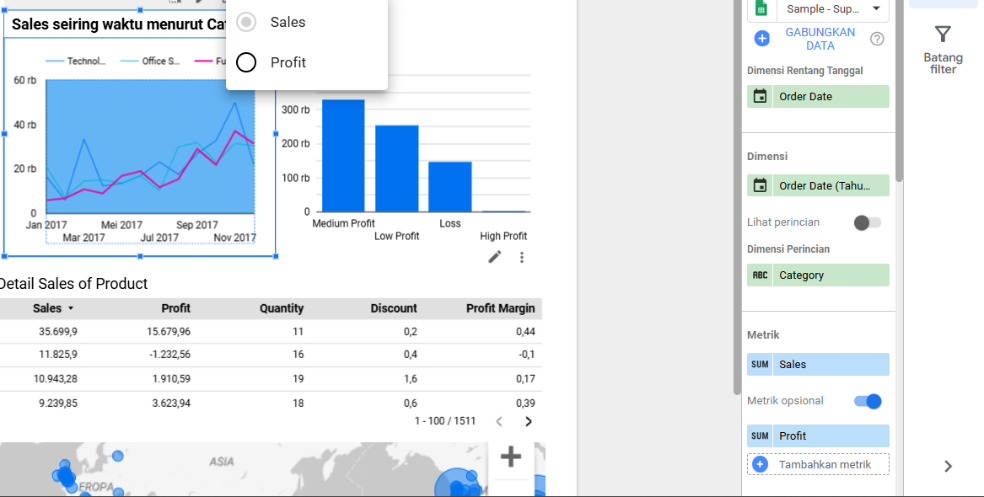 Sales seiring waktu menurut Cat
Sales
Profit
Technol...
Office S...
Fu
60 rb
40 rb
20 rb
0
Jan 2017
Mei 2017
Sep 2017
Mar 2017
Jul 2017
Nov 2017
300 rb
200 rb
100 rb
0
Medium Profit
Loss
Low Profit
High Profit
Detail Sales of Product
Sales Profit Quantity Discount Profit Margin
35.699,9 15.679,96 11 0,2 0,44
11.825,9 -1.232,56 16 0,4 -0,1
10.943,28 1.910,59 19 1,6 0,17
9.239,85 3.623,94 18 0,6 0,39
1 - 100 / 1511
ASIA
EROPA
Sample - Sup...
GABUNGKAN
DATA
Dimensi Rentang Tanggal
Order Date
Dimensi
Order Date (Tahu...
Lihat perincian
Dimensi Perincian
ABC Category
Metrik
SUM Sales
Metrik opsional
SUM Profit
Tambahkan metrik
Batang
filter